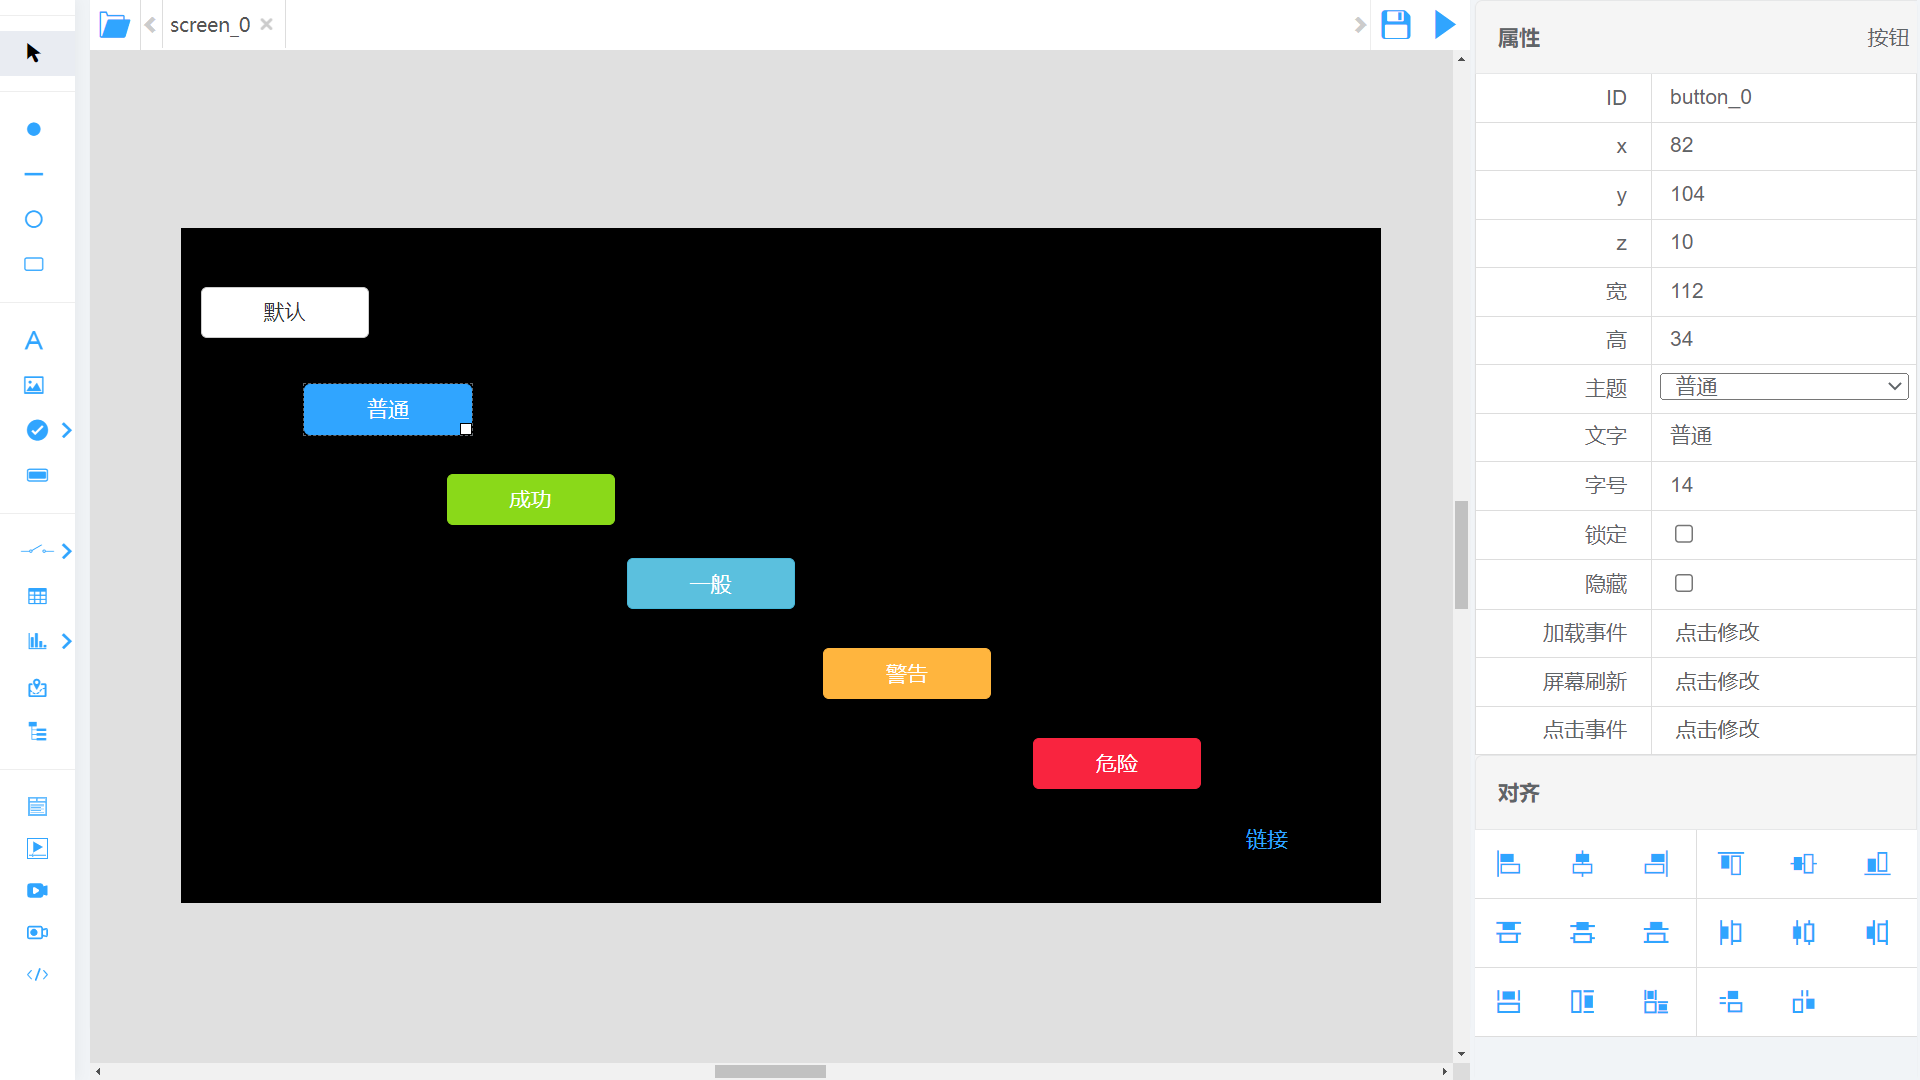 screen_0
默认
普通
成功
一般
警告
危险
链接
A
属性 按钮
ID button_0
x 82
y 104
z 10
宽 112
高 34
主题 普通
文字 普通
字号 14
锁定
隐藏
加载事件 点击修改
屏幕刷新 点击修改
点击事件 点击修改
对齐